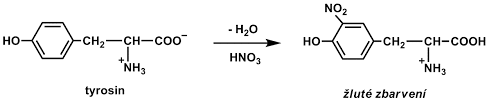 NO₂
HO CH₂ CH COO⁻ - H₂O HO CH₂ CH COOH
+NH₃ HNO₃ +NH₃
tyrosin žluté zbarvení